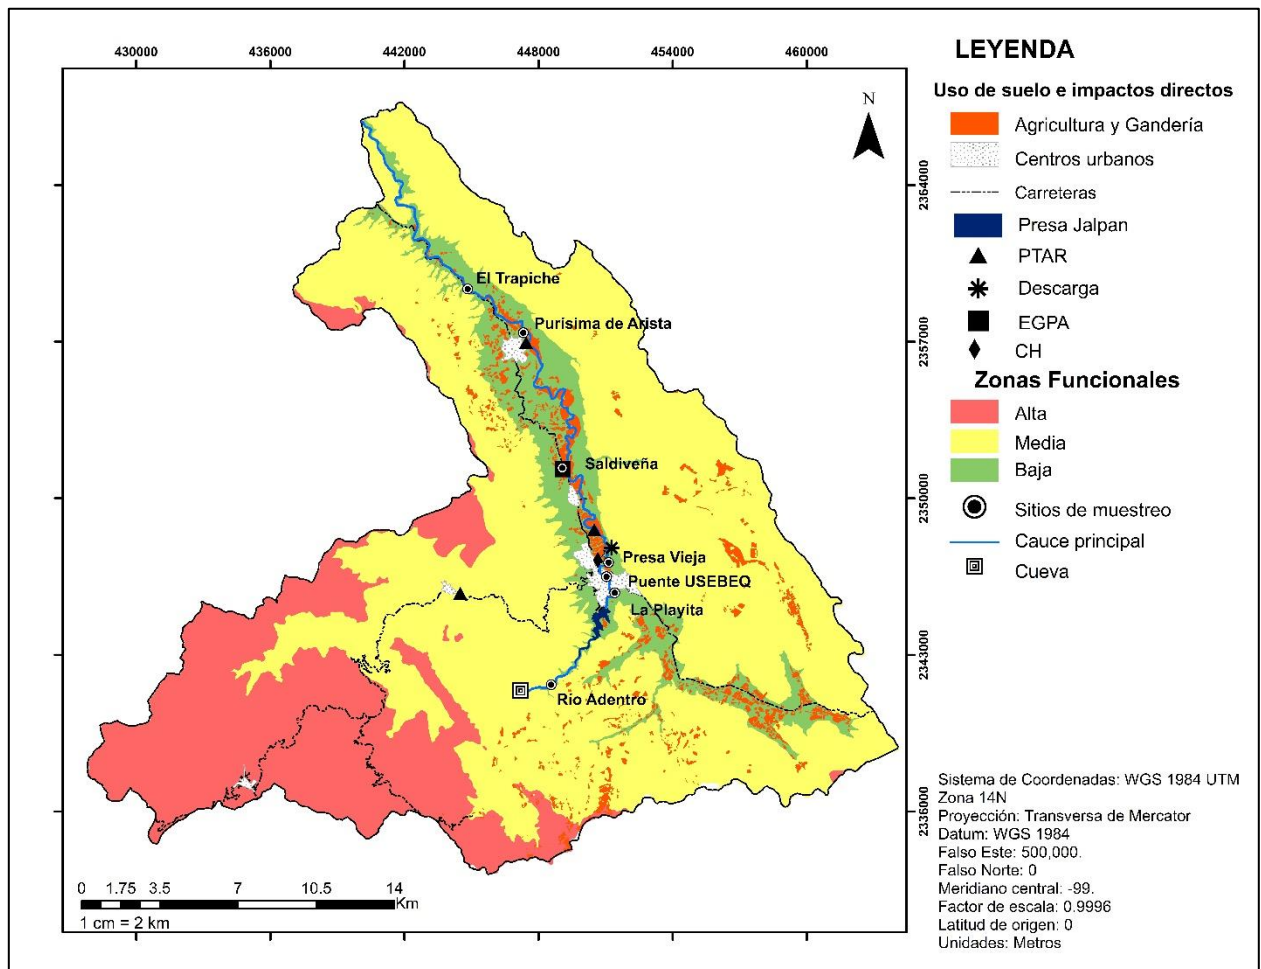 430000 436000 442000 448000 454000 460000
N
2364000
2357000
2350000
2343000
2336000
El Trapiche
Purisima de Arista
Saldiveña
Presa Vieja
Puente USEBEQ
La Playita
Rio Adentro
0 1.75 3.5 7 10.5 14
Km
1 cm = 2 km
LEYENDA
Uso de suelo e impactos directos
Agricultura y Gandería
Centros urbanos
Carreteras
Presa Jalpan
PTAR
Descarga
EGPA
CH
Zonas Funcionales
Alta
Media
Baja
Sitios de muestreo
Cauce principal
Cueva
Sistema de Coordenadas: WGS 1984 UTM
Zona 14N
Proyección: Transversa de Mercator
Datum: WGS 1984
Falso Este: 500,000.
Falso Norte: 0
Meridiano central: -99.
Factor de escala: 0.9996
Latitud de origen: 0
Unidades: Metros